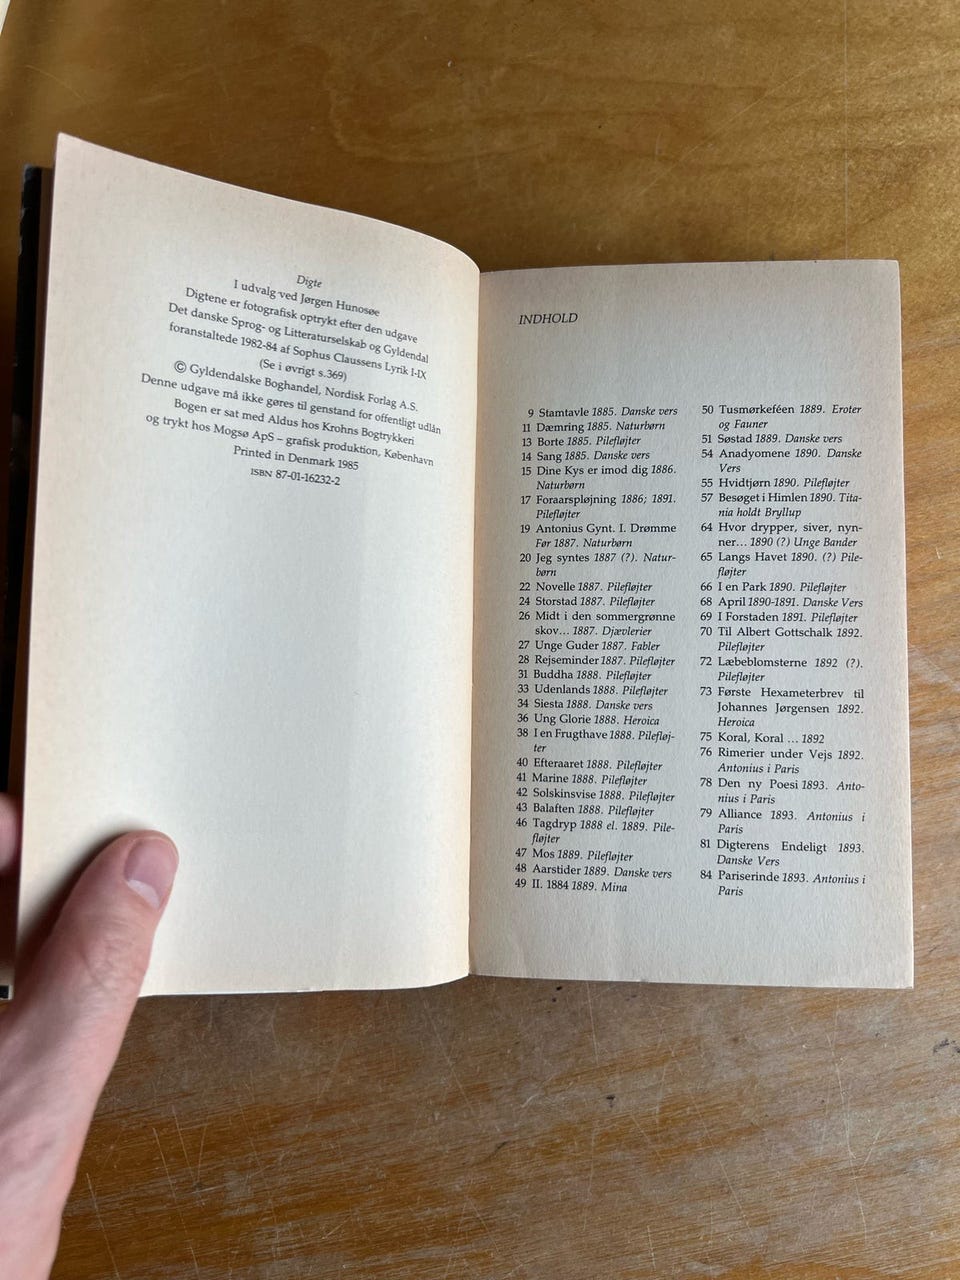 Digte
I udvalg ved Jørgen Hunosøe
Digtene er fotografisk optrykt efter den udgave
Det danske Sprog- og Litteraturselskab og Gyldendal
foranstaltede 1982-84 af Sophus Claussens Lyrik I-IX
(Se i øvrigt s.369)
© Gyldendalske Boghandel, Nordisk Forlag A.S.
Denne udgave må ikke gøres til genstand for offentligt udlån
Bogen er sat med Aldus hos Krohns Bogtrykkeri
og trykt hos Mogsø ApS – grafisk produktion, København
Printed in Denmark 1985
ISBN 87-01-16232-2
INDHOLD
9 Stamtavle 1885. Danske vers
11 Dæmring 1885. Naturbørn
13 Borte 1885. Pilefløjter
14 Sang 1885. Danske vers
15 Dine Kys er imod dig 1886.
Naturbørn
17 Foraarspløjning 1886; 1891.
Pilefløjter
19 Antonius Gynt. I. Drømme
Før 1887. Naturbørn
20 Jeg syntes 1887 (?). Natur-
børn
22 Novelle 1887. Pilefløjter
24 Storstad 1887. Pilefløjter
26 Midt i den sommergrønne
skov... 1887. Djævlerier
27 Unge Guder 1887. Fabler
28 Rejseminder 1887. Pilefløjter
31 Buddha 1888. Pilefløjter
33 Udenlands 1888. Pilefløjter
34 Siesta 1888. Danske vers
36 Ung Glorie 1888. Heroica
38 I en Frugthave 1888. Pilefløj-
ter
40 Efteraaret 1888. Pilefløjter
41 Marine 1888. Pilefløjter
42 Solskinsvise 1888. Pilefløjter
43 Balaften 1888. Pilefløjter
46 Tagdryp 1888 el. 1889. Pile-
fløjter
47 Mos 1889. Pilefløjter
48 Aarstider 1889. Danske vers
49 II. 1884 1889. Mina
50 Tusmørkeféen 1889. Eroter
og Fauner
51 Søstad 1889. Danske vers
54 Anadyomene 1890. Danske
Vers
55 Hvidtjørn 1890. Pilefløjter
57 Besøget i Himlen 1890. Tita-
nia holdt Bryllup
64 Hvor drypper, siver, nyn-
ner... 1890 (?) Unge Bander
65 Langs Havet 1890. (?) Pile-
fløjter
66 I en Park 1890. Pilefløjter
68 April 1890-1891. Danske Vers
69 I Forstaden 1891. Pilefløjter
70 Til Albert Gottschalk 1892.
Pilefløjter
72 Læbeblomsterne 1892 (?).
Pilefløjter
73 Første Hexameterbrev til
Johannes Jørgensen 1892.
Heroica
75 Koral, Koral ... 1892
76 Rimerier under Vejs 1892.
Antonius i Paris
78 Den ny Poesi 1893. Anto-
nius i Paris
79 Alliance 1893. Antonius i
Paris
81 Digterens Endeligt 1893.
Danske Vers
84 Pariserinde 1893. Antonius i
Paris